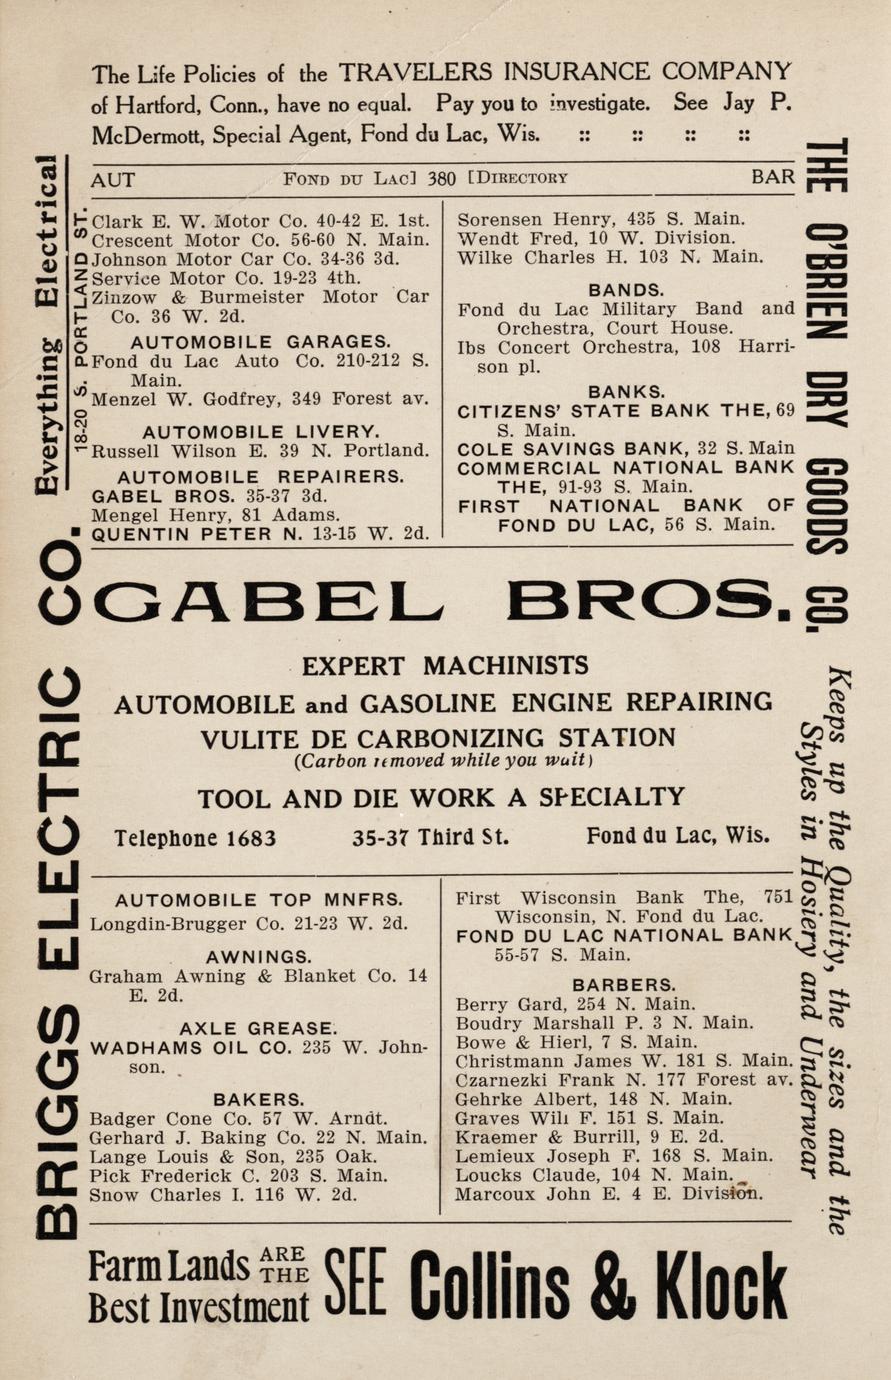 The Life Policies of the TRAVELERS INSURANCE COMPANY
of Hartford, Conn., have no equal. Pay you to investigate. See Jay P.
McDermott, Special Agent, Fond du Lac, Wis. :: :: :: ::
AUT FOND DU LAC] 380 [DIRECTORY BAR
Clark E. W. Motor Co. 40-42 E. 1st.
Crescent Motor Co. 56-60 N. Main.
Johnson Motor Car Co. 34-36 3d.
Service Motor Co. 19-23 4th.
Zinzow & Burmeister Motor Car
Co. 36 W. 2d.
AUTOMOBILE GARAGES.
Fond du Lac Auto Co. 210-212 S.
Main.
Menzel W. Godfrey, 349 Forest av.
AUTOMOBILE LIVERY.
Russell Wilson E. 39 N. Portland.
AUTOMOBILE REPAIRERS.
GABEL BROS. 35-37 3d.
Mengel Henry, 81 Adams.
QUENTIN PETER N. 13-15 W. 2d.
Sorensen Henry, 435 S. Main.
Wendt Fred, 10 W. Division.
Wilke Charles H. 103 N. Main.
BANDS.
Fond du Lac Military Band and
Orchestra, Court House.
Ibs Concert Orchestra, 108 Harri-
son pl.
BANKS.
CITIZENS' STATE BANK THE, 69
S. Main.
COLE SAVINGS BANK, 32 S. Main
COMMERCIAL NATIONAL BANK
THE, 91-93 S. Main.
FIRST NATIONAL BANK OF
FOND DU LAC, 56 S. Main.
GABEL BROS.
EXPERT MACHINISTS
AUTOMOBILE and GASOLINE ENGINE REPAIRING
VULITE DE CARBONIZING STATION
(Carbon removed while you wait)
TOOL AND DIE WORK A SPECIALTY
Telephone 1683 35-37 Third St. Fond du Lac, Wis.
AUTOMOBILE TOP MNFRS.
Longdin-Brugger Co. 21-23 W. 2d.
AWNINGS.
Graham Awning & Blanket Co. 14
E. 2d.
AXLE GREASE.
WADHAMS OIL CO. 235 W. John-
son.
BAKERS.
Badger Cone Co. 57 W. Arndt.
Gerhard J. Baking Co. 22 N. Main.
Lange Louis & Son, 235 Oak.
Pick Frederick C. 203 S. Main.
Snow Charles I. 116 W. 2d.
First Wisconsin Bank The, 751
Wisconsin, N. Fond du Lac.
FOND DU LAC NATIONAL BANK,
55-57 S. Main.
BARBERS.
Berry Gard, 254 N. Main.
Boudry Marshall P. 3 N. Main.
Bowe & Hierl, 7 S. Main.
Christmann James W. 181 S. Main.
Czarnezki Frank N. 177 Forest av.
Gehrke Albert, 148 N. Main.
Graves Will F. 151 S. Main.
Kraemer & Burrill, 9 E. 2d.
Lemieux Joseph F. 168 S. Main.
Loucks Claude, 104 N. Main.
Marcoux John E. 4 E. Division.
Farm Lands ARE THE
Best Investment
SEE Collins & Klock
BRIGGS ELECTRIC CO.
Everything Electrical
18-20 S. PORTLAND ST.
THE O'BRIEN DRY GOODS CO.
Keeps up the Quality, the sizes and the
Styles in Hosiery and Underwear